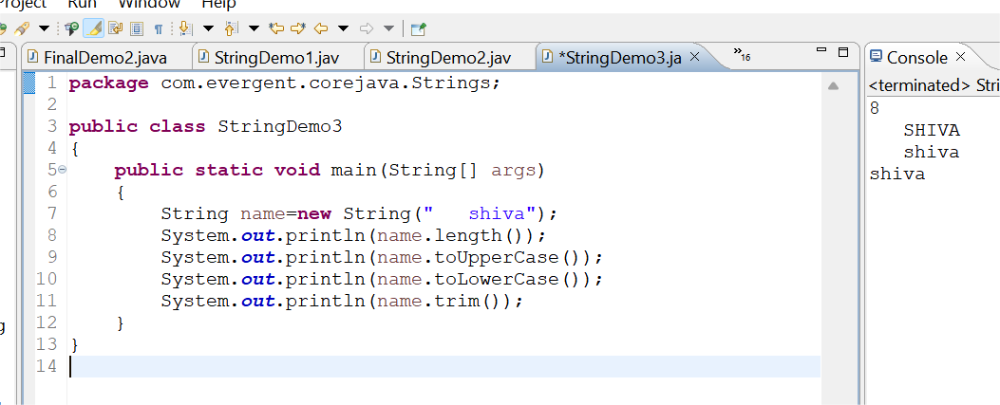 Project Run Window Help
FinalDemo2.java StringDemo1.jav StringDemo2.jav *StringDemo3.ja 16
1 package com.evergent.corejava.Strings;
2
3 public class StringDemo3
4 {
5 public static void main(String[] args)
6 {
7 String name=new String("   shiva");
8 System.out.println(name.length());
9 System.out.println(name.toUpperCase());
10 System.out.println(name.toLowerCase());
11 System.out.println(name.trim());
12 }
13 }
14
Console
<terminated> Stri
8
   SHIVA
   shiva
shiva